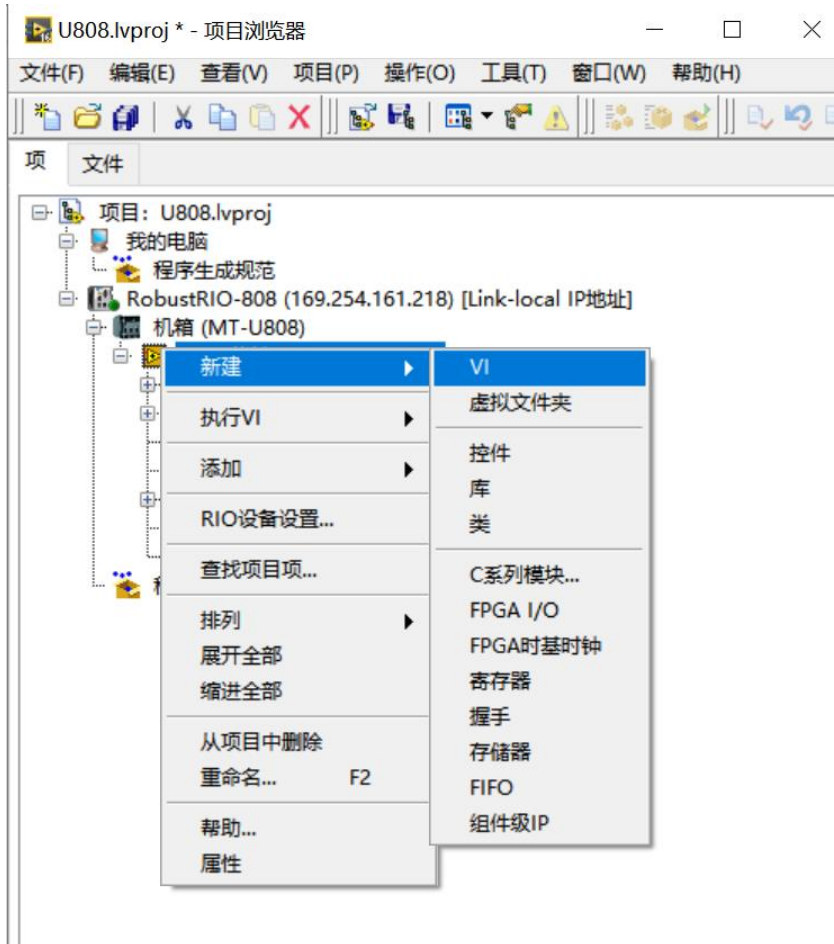 U808.lvproj * - 项目浏览器
文件(F) 编辑(E) 查看(V) 项目(P) 操作(O) 工具(T) 窗口(W) 帮助(H)
项 文件
项目: U808.lvproj
我的电脑
程序生成规范
RobustRIO-808 (169.254.161.218) [Link-local IP地址]
机箱 (MT-U808)
新建
执行VI
添加
RIO设备设置...
查找项目项...
排列
展开全部
缩进全部
从项目中删除
重命名... F2
帮助...
属性
VI
虚拟文件夹
控件
库
类
C系列模块...
FPGA I/O
FPGA时基时钟
寄存器
握手
存储器
FIFO
组件级IP